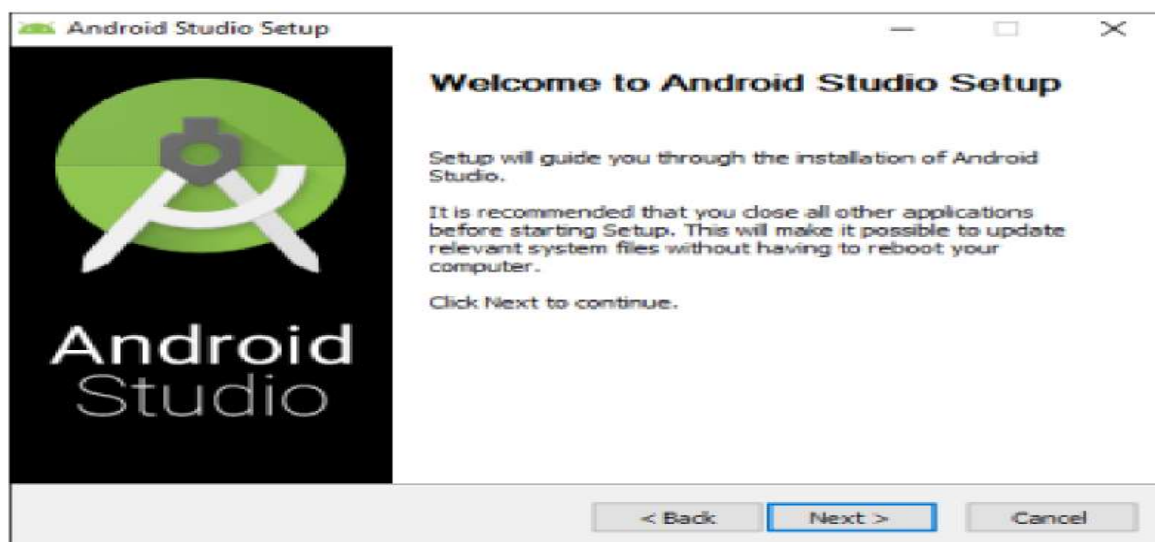 Android Studio Setup
Welcome to Android Studio Setup
Setup will guide you through the installation of Android
Studio.
It is recommended that you close all other applications
before starting Setup. This will make it possible to update
relevant system files without having to reboot your
computer.
Click Next to continue.
Android
Studio
< Back
Next >
Cancel